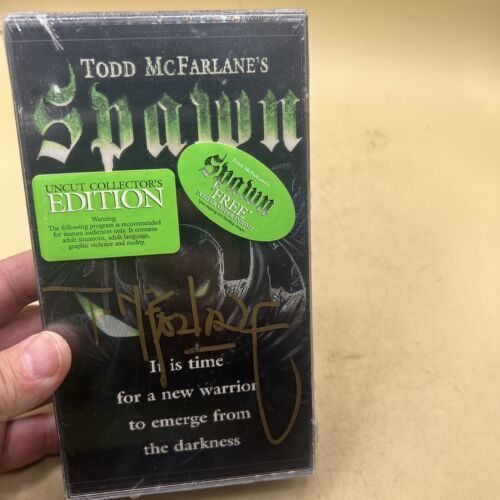 TODD MCFARLANE'S
Spawn
UNCUT COLLECTOR'S
EDITION
Warning:
The following program is recommended
for mature audiences only. It contains
adult situations, adult language,
graphic violence and nudity.
TODD MCFARLANE'S
Spawn
FREE
It is time
for a new warrior
to emerge from
the darkness